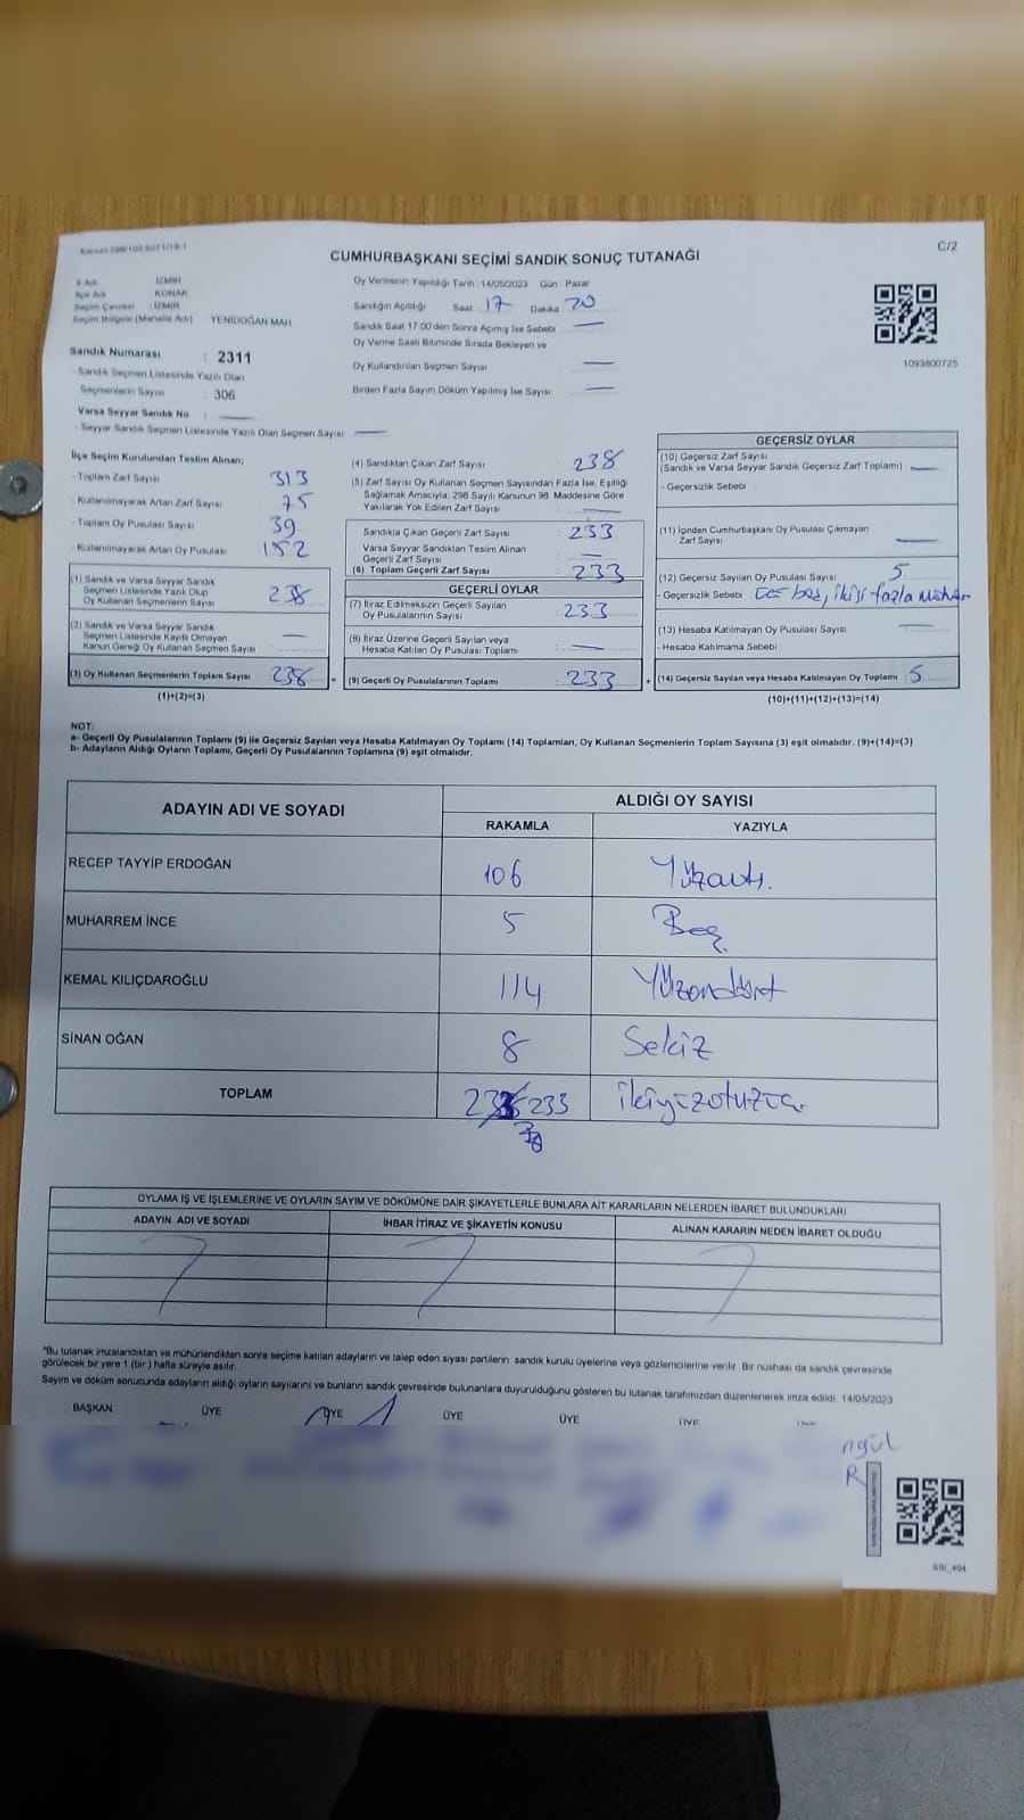 C/2
CUMHURBAŞKANI SEÇİMİ SANDIK SONUÇ TUTANAĞI
İl Adı İZMİR
İlçe Adı KONAK
Seçim Çevresi İZMİR
Seçim Bölgesi (Mahalle Adı) YENİDOĞAN MAH.
Sandık Numarası : 2311
Sandık Seçmen Listesinde Yazılı Olan
Seçmenlerin Sayısı 306
Varsa Seyyar Sandık No :
- Seyyar Sandık Seçmen Listesinde Yazılı Olan Seçmen Sayısı
Oy Vermenin Yapıldığı Tarih : 14/05/2023 Gün : Pazar
Sandığın Açıldığı Saat 17 Dakika 20
Sandık Saat 17:00'den Sonra Açılmış İse Sebebi
Oy Verme Saati Bitiminde Sırada Bekleyen ve
Oy Kullandırılan Seçmen Sayısı
Birden Fazla Sayım Döküm Yapılmış İse Sayısı
1093800725
İlçe Seçim Kurulundan Teslim Alınan;
- Toplam Zarf Sayısı 313
- Kullanılmayarak Artan Zarf Sayısı 75
- Toplam Oy Pusulası Sayısı 39
- Kullanılmayarak Artan Oy Pusulası 152
(1) Sandık ve Varsa Seyyar Sandık
Seçmen Listesinde Yazılı Olup
Oy Kullanan Seçmenlerin Sayısı 238
(2) Sandık ve Varsa Seyyar Sandık
Seçmen Listesinde Kayıtlı Olmayan
Kanun Gereği Oy Kullanan Seçmen Sayısı
(3) Oy Kullanan Seçmenlerin Toplam Sayısı 238
(1)+(2)=(3)
(4) Sandıktan Çıkan Zarf Sayısı 238
(5) Zarf Sayısı Oy Kullanan Seçmen Sayısından Fazla İse, Eşitliği
Sağlamak Amacıyla, 298 Sayılı Kanunun 98. Maddesine Göre
Yakılarak Yok Edilen Zarf Sayısı
Sandıkta Çıkan Geçerli Zarf Sayısı 233
Varsa Seyyar Sandıktan Teslim Alınan
Geçerli Zarf Sayısı
(6) Toplam Geçerli Zarf Sayısı 233
GEÇERLİ OYLAR
(7) İtiraz Edilmeksizin Geçerli Sayılan
Oy Pusulalarının Sayısı : 233
(8) İtiraz Üzerine Geçerli Sayılan veya
Hesaba Katılan Oy Pusulası Toplamı
(9) Geçerli Oy Pusulalarının Toplamı : 233
GEÇERSİZ OYLAR
(10) Geçersiz Zarf Sayısı
(Sandık ve Varsa Seyyar Sandık Geçersiz Zarf Toplamı)
- Geçersizlik Sebebi
(11) İçinden Cumhurbaşkanı Oy Pusulası Çıkmayan
Zarf Sayısı
(12) Geçersiz Sayılan Oy Pusulası Sayısı 5
- Geçersizlik Sebebi boş, ikisi fazla mühür
(13) Hesaba Katılmayan Oy Pusulası Sayısı
- Hesaba Katılmama Sebebi
(14) Geçersiz Sayılan veya Hesaba Katılmayan Oy Toplamı : 5
(10)+(11)+(12)+(13)=(14)
NOT:
a- Geçerli Oy Pusulalarının Toplamı (9) ile Geçersiz Sayılan veya Hesaba Katılmayan Oy Toplamı (14) Toplamları, Oy Kullanan Seçmenlerin Toplam Sayısına (3) eşit olmalıdır. (9)+(14)=(3)
b- Adayların Aldığı Oyların Toplamı, Geçerli Oy Pusulalarının Toplamına (9) eşit olmalıdır.
ADAYIN ADI VE SOYADI ALDIĞI OY SAYISI
RAKAMLA YAZIYLA
RECEP TAYYİP ERDOĞAN 106 Yüzaltı.
MUHARREM İNCE 5 Beş
KEMAL KILIÇDAROĞLU 114 Yüzondört
SİNAN OĞAN 8 Sekiz
TOPLAM 233 ikiyüzotuzüç
OYLAMA İŞ VE İŞLEMLERİNE VE OYLARIN SAYIM VE DÖKÜMÜNE DAİR ŞİKAYETLERLE BUNLARA AİT KARARLARIN NELERDEN İBARET BULUNDUKLARI
ADAYIN ADI VE SOYADI İHBAR İTİRAZ VE ŞİKAYETİN KONUSU ALINAN KARARIN NEDEN İBARET OLDUĞU
*Bu tutanak imzalandıktan ve mühürlendikten sonra seçime katılan adayların ve talep eden siyasi partilerin sandık kurulu üyelerine veya gözlemcilerine verilir. Bir nüshası da sandık çevresinde
görülecek bir yere 1 (bir) hafta süreyle asılır.
Sayım ve döküm sonucunda adayların aldığı oyların sayılarını ve bunların sandık çevresinde bulunanlara duyurulduğunu gösteren bu tutanak tarafımızdan düzenlenerek imza edildi. 14/05/2023
BAŞKAN ÜYE ÜYE ÜYE ÜYE ÜYE